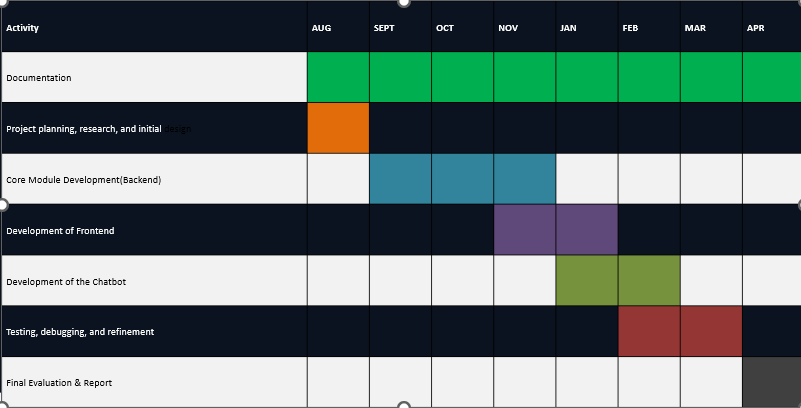 Activity AUG SEPT OCT NOV JAN FEB MAR APR
Documentation
Project planning, research, and initial design
Core Module Development(Backend)
Development of Frontend
Development of the Chatbot
Testing, debugging, and refinement
Final Evaluation & Report